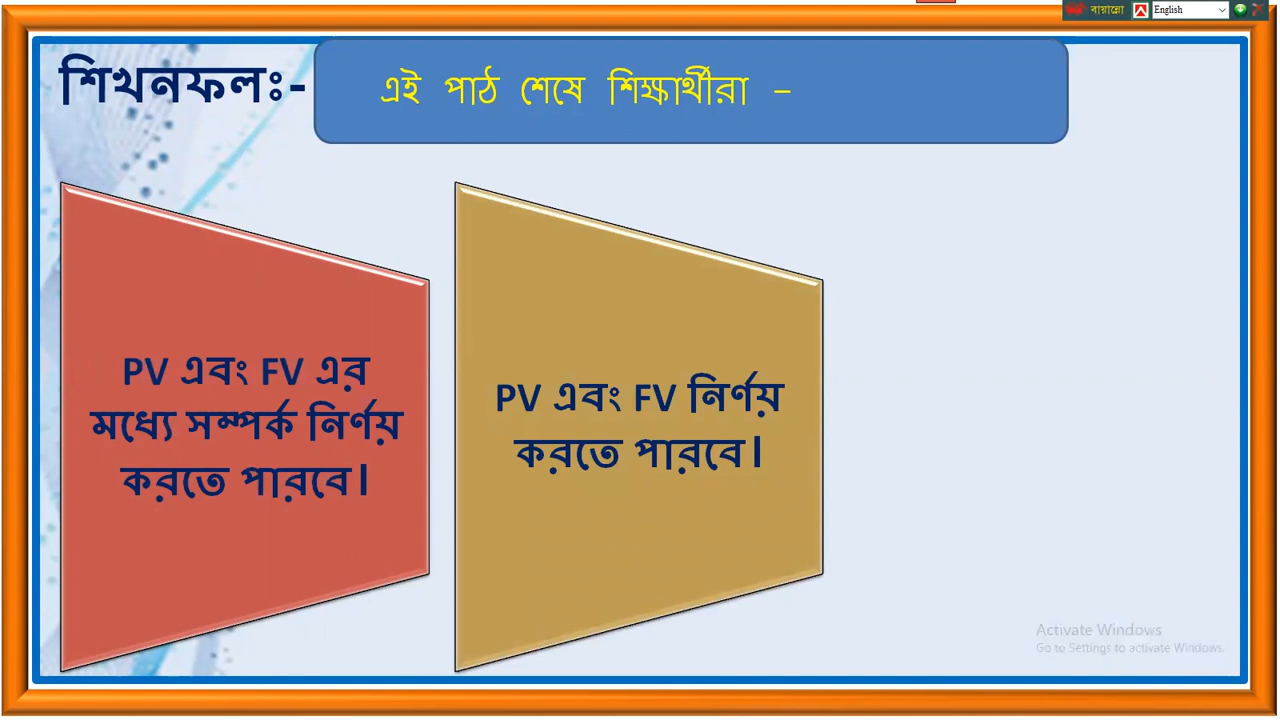 বায়ান্নো English
শিখনফলঃ-
এই পাঠ শেষে শিক্ষার্থীরা –
PV এবং FV এর
মধ্যে সম্পর্ক নির্ণয়
করতে পারবে।
PV এবং FV নির্ণয়
করতে পারবে।
Activate Windows
Go to Settings to activate Windows.